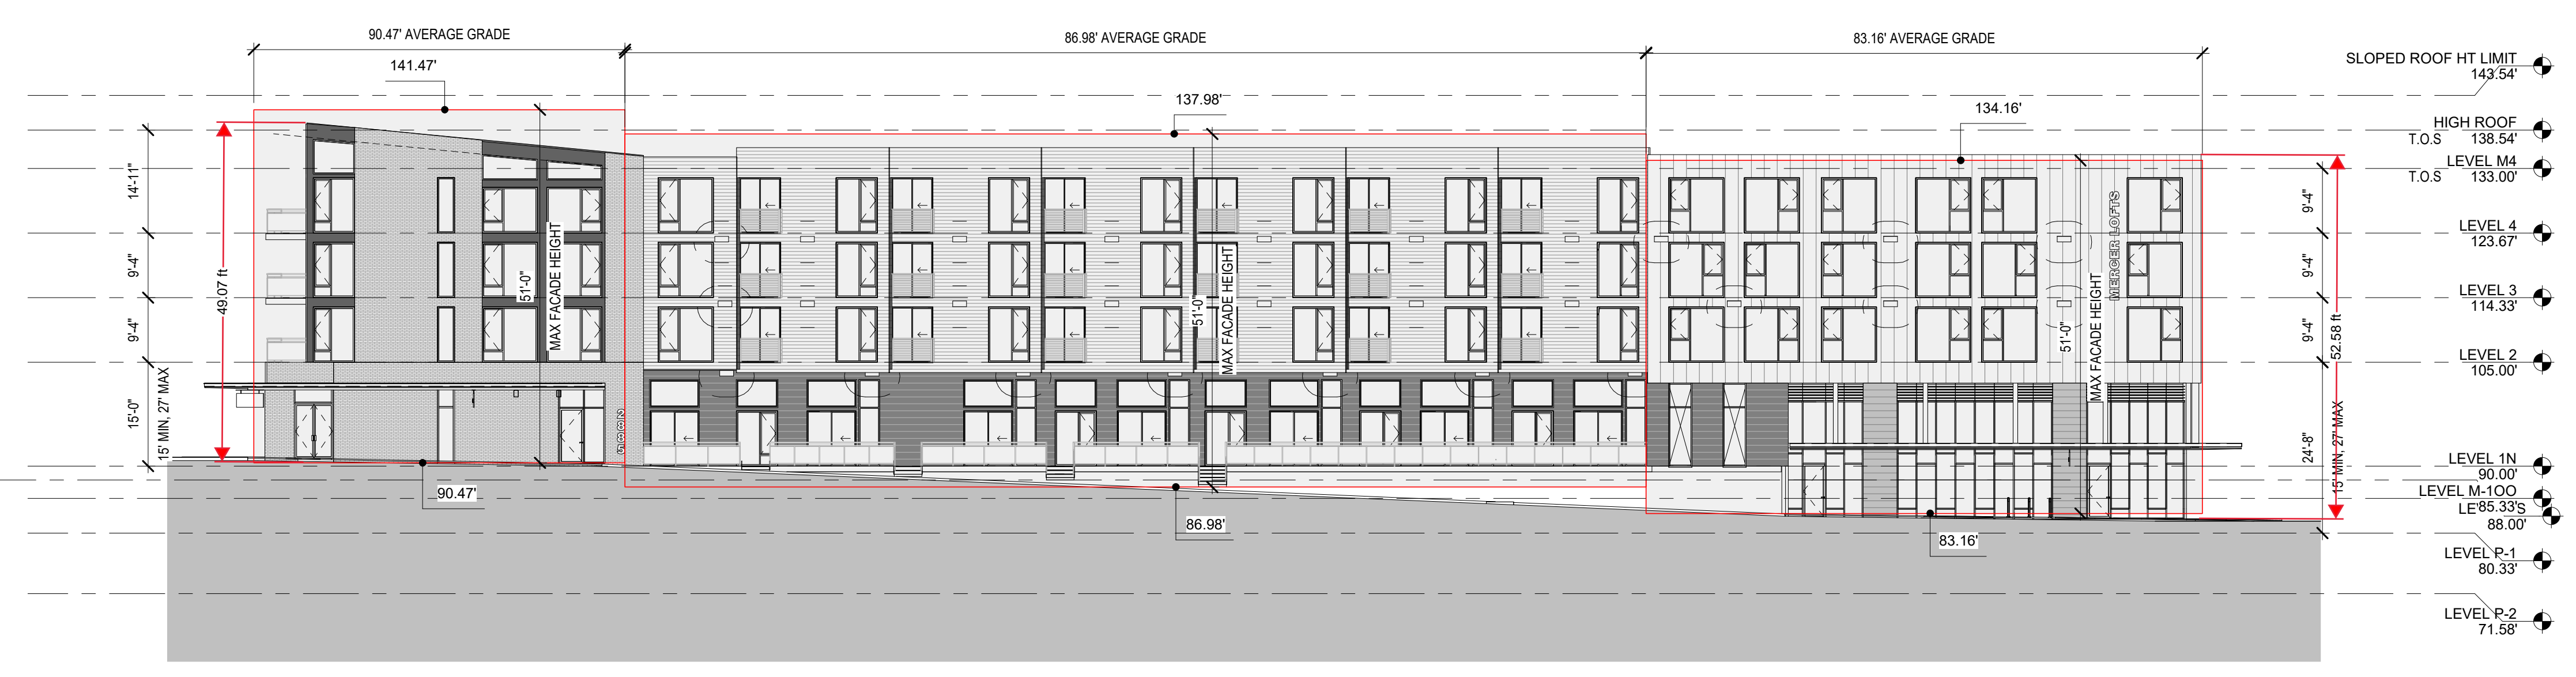 90.47' AVERAGE GRADE
86.98' AVERAGE GRADE
83.16' AVERAGE GRADE
141.47'
137.98'
134.16'
SLOPED ROOF HT LIMIT
143.54'
HIGH ROOF
T.O.S 138.54'
LEVEL M4
T.O.S 133.00'
LEVEL 4
123.67'
LEVEL 3
114.33'
LEVEL 2
105.00'
LEVEL 1N
90.00'
LEVEL M-1OO
85.33'
LE S
88.00'
LEVEL P-1
80.33'
LEVEL P-2
71.58'
14'-11"
9'-4"
9'-4"
15'-0"
15' MIN, 27' MAX
49.07 ft
51'-0"
MAX FACADE HEIGHT
51'-0"
MAX FACADE HEIGHT
51'-0"
MAX FACADE HEIGHT
MERCER LOFTS
9'-4"
9'-4"
9'-4"
24'-8"
52.58 ft
15' MIN, 27' MAX
90.47'
86.98'
83.16'